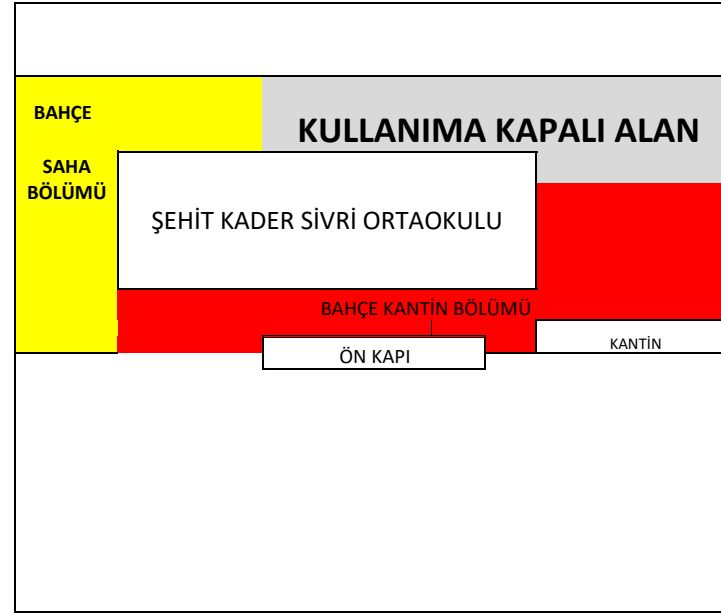 BAHÇE
SAHA
BÖLÜMÜ
KULLANIMA KAPALI ALAN
ŞEHİT KADER SİVRİ ORTAOKULU
BAHÇE KANTİN BÖLÜMÜ
ÖN KAPI
KANTİN